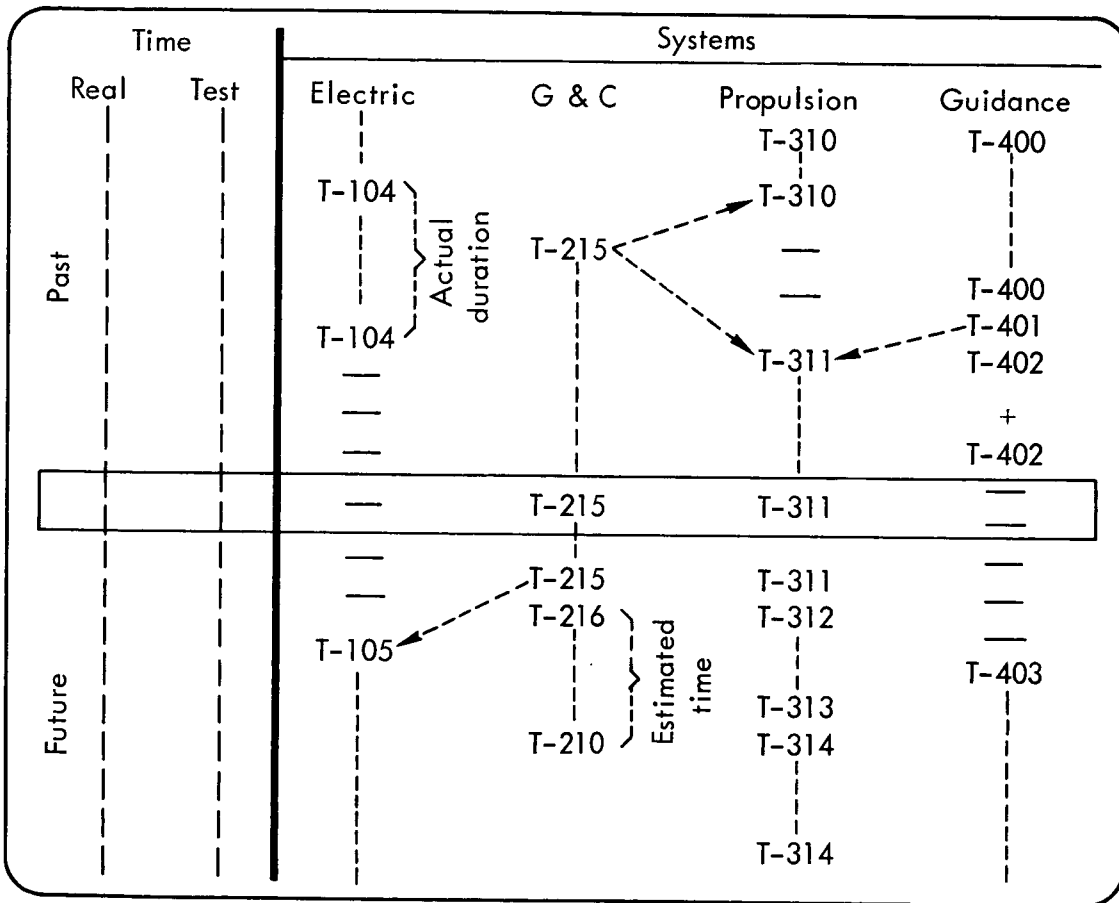 Time Systems
Real Test Electric G & C Propulsion Guidance
T-310 T-400
T-104 T-310
T-215
Actual duration
Past
T-400
T-104 T-401
T-311 T-402
+
T-402
T-215 T-311
T-215 T-311
T-216 T-312
T-105
T-403
Estimated time
Future
T-313
T-210 T-314
T-314